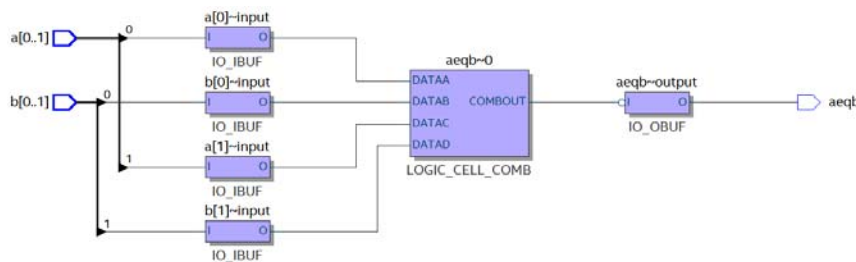 a[0]~input
0
a[0..1]
I
O
IO_IBUF
aeqb~0
b[0]~input
DATAA
aeqb~output
0
b[0..1]
I
O
DATAB
COMBOUT
I
O
aeqb
IO_IBUF
DATAC
IO_OBUF
a[1]~input
DATAD
1
I
O
LOGIC_CELL_COMB
IO_IBUF
b[1]~input
1
I
O
IO_IBUF